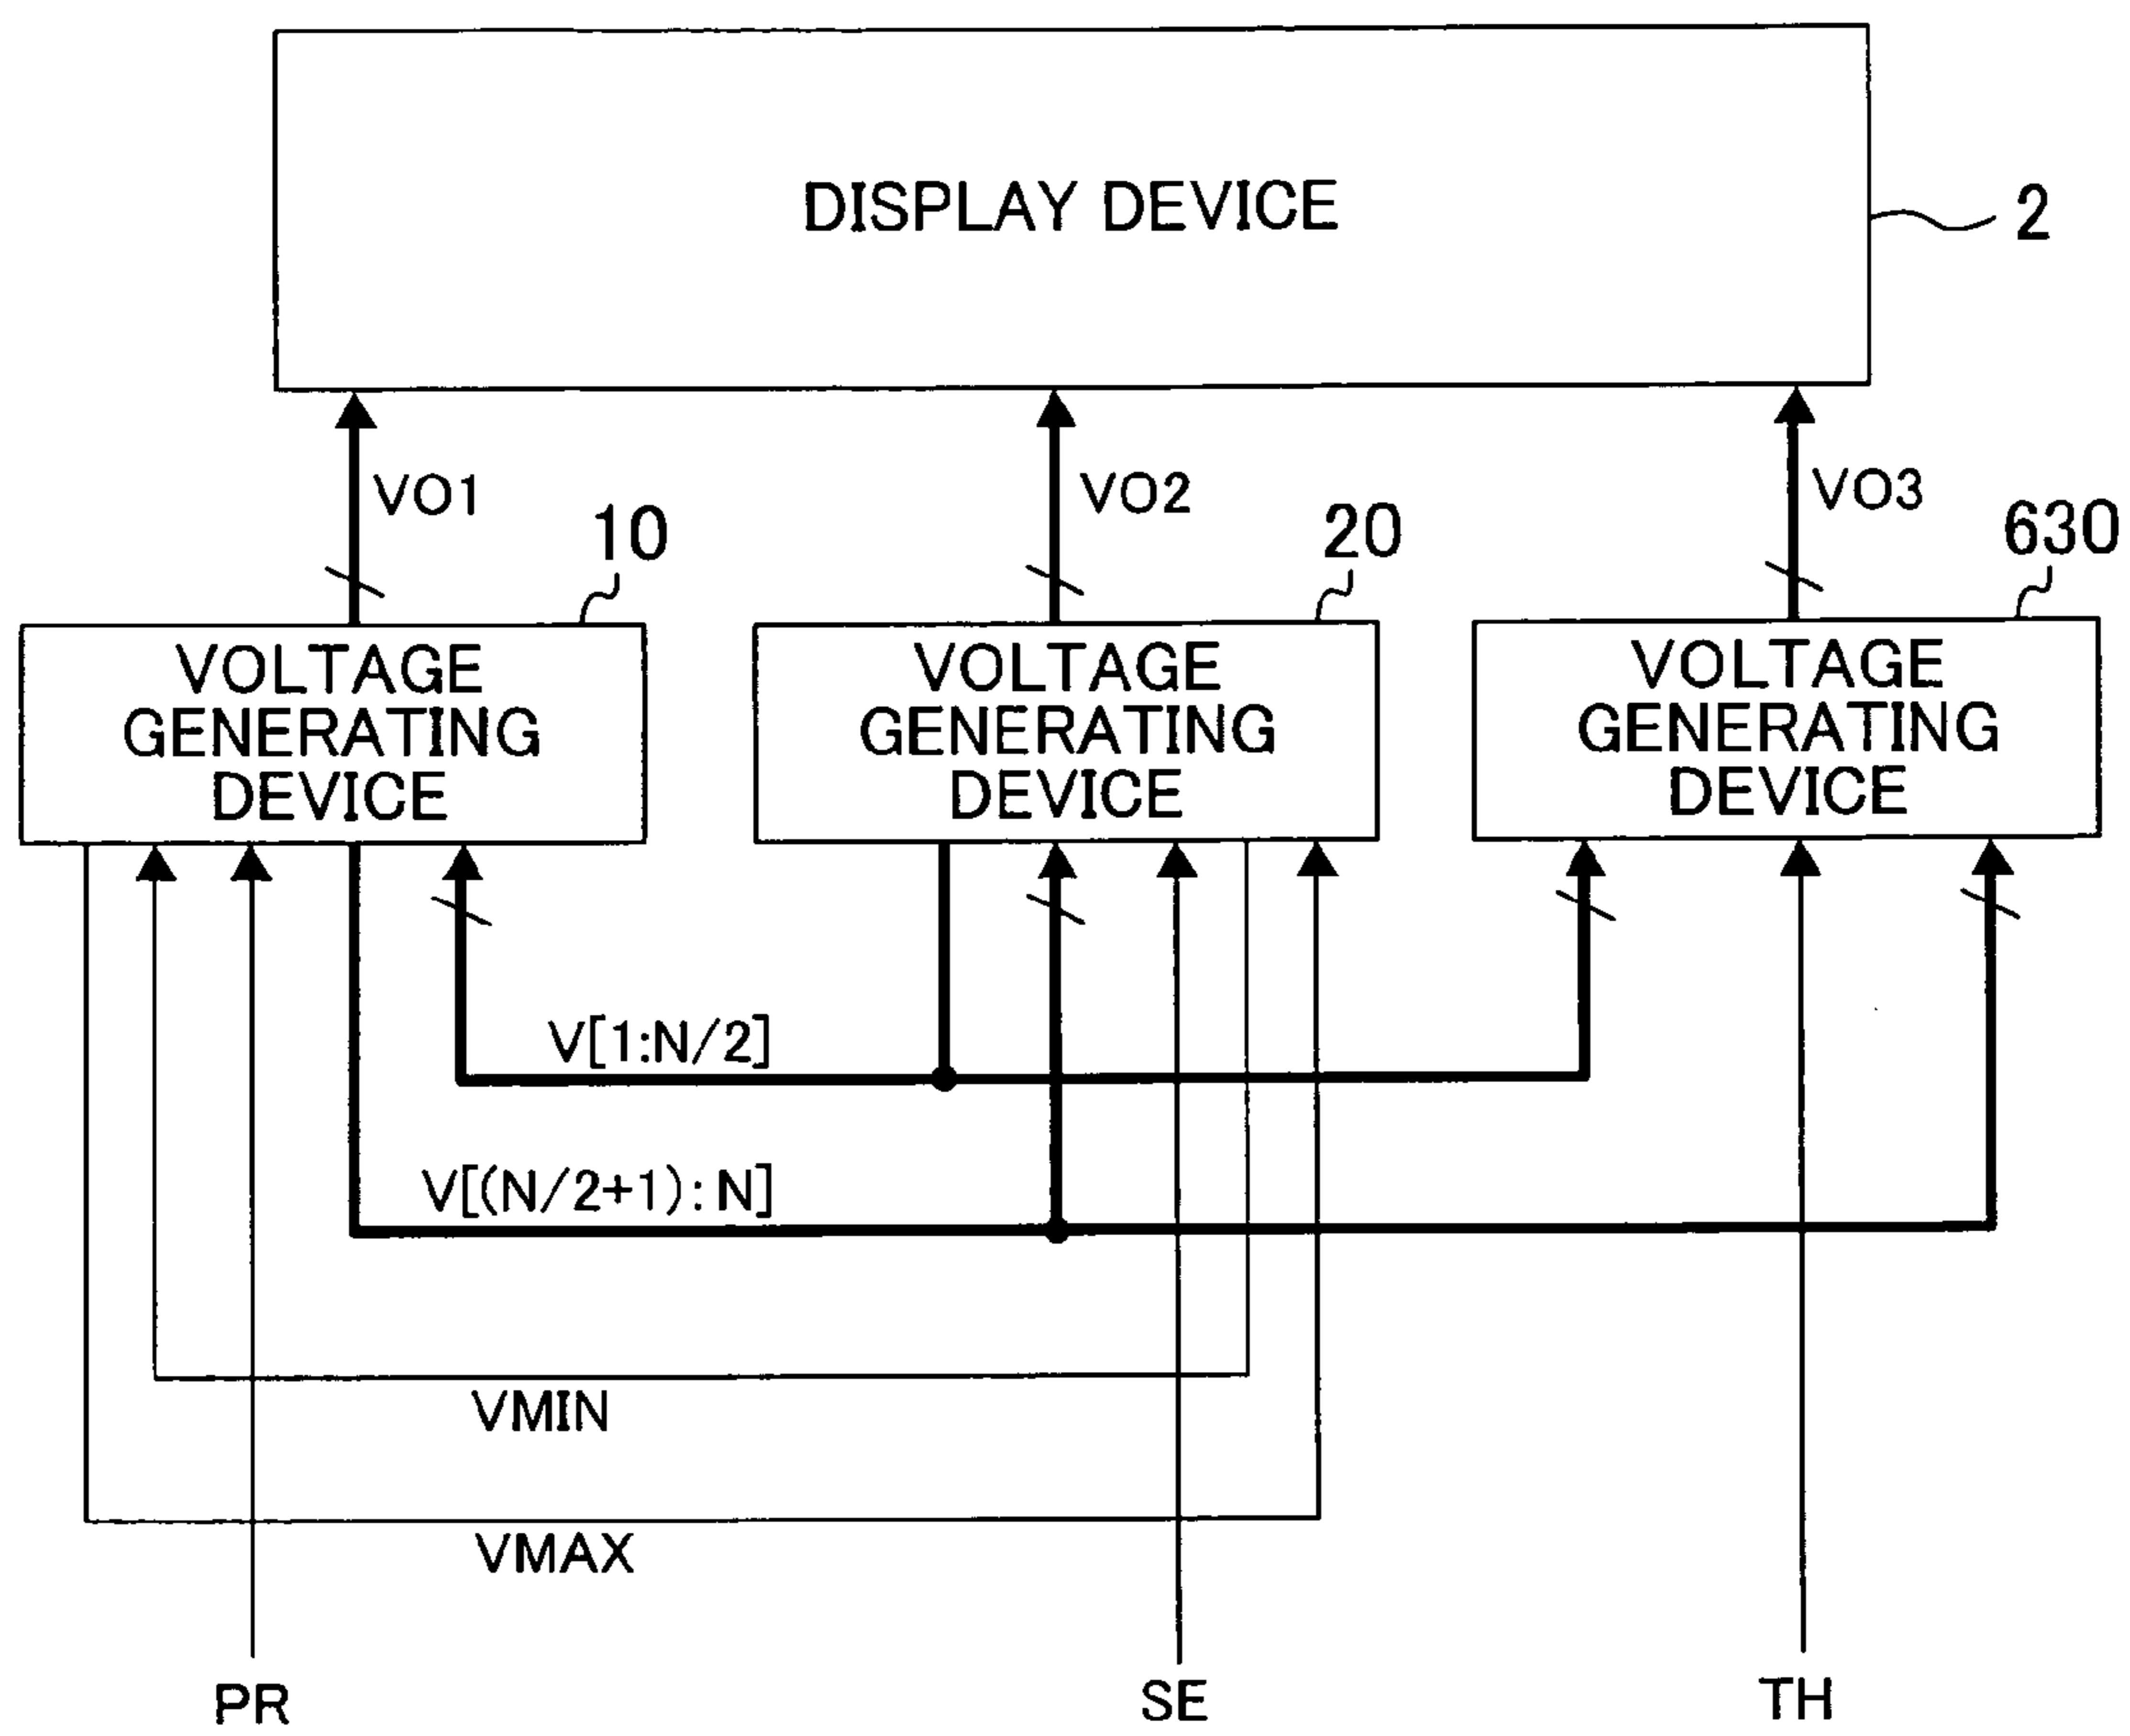 DISPLAY DEVICE
2
VO1
VO2
VO3
10
20
630
VOLTAGE
GENERATING
DEVICE
VOLTAGE
GENERATING
DEVICE
VOLTAGE
GENERATING
DEVICE
V[1:N/2]
V[(N/2+1):N]
VMIN
VMAX
PR
SE
TH